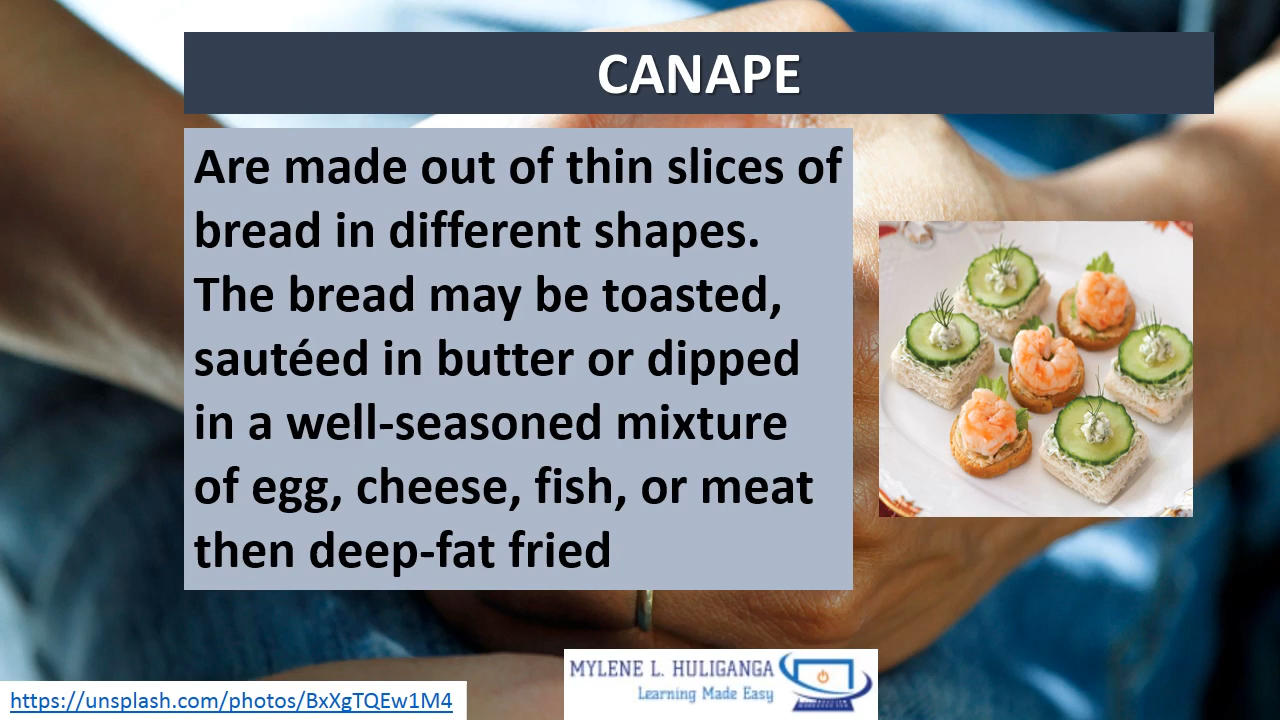 CANAPE
Are made out of thin slices of
bread in different shapes.
The bread may be toasted,
sautéed in butter or dipped
in a well-seasoned mixture
of egg, cheese, fish, or meat
then deep-fat fried
MYLENE L. HULIGANGA
Learning Made Easy
https://unsplash.com/photos/BxXgTQEw1M4